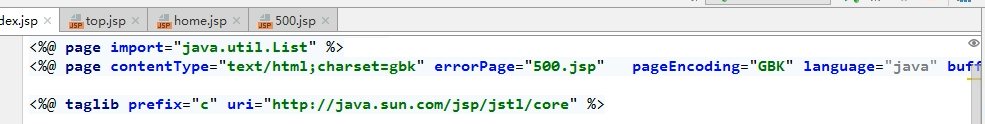 dex.jsp top.jsp home.jsp 500.jsp
<%@ page import="java.util.List" %>
<%@ page contentType="text/html;charset=gbk" errorPage="500.jsp"   pageEncoding="GBK" language="java" buff
<%@ taglib prefix="c" uri="http://java.sun.com/jsp/jstl/core" %>